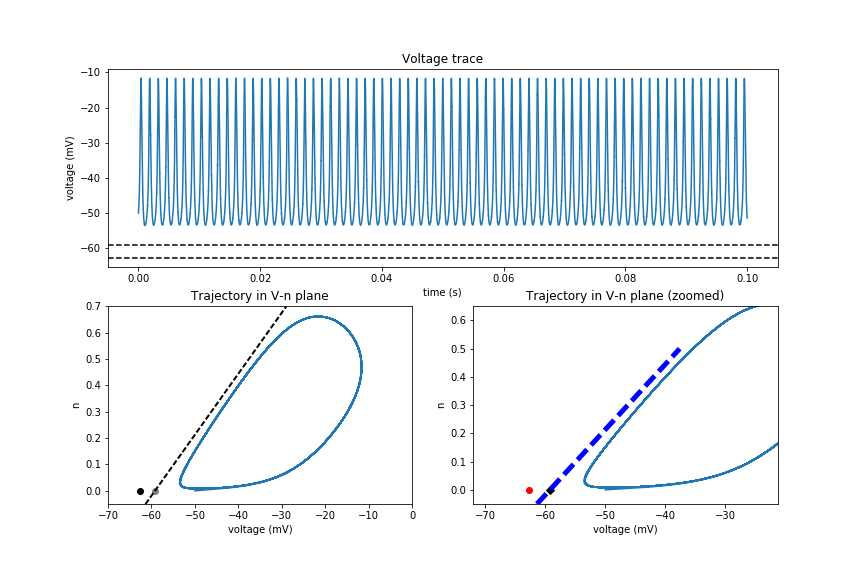 Voltage trace
voltage (mV)
−10
−20
−30
−40
−50
−60
0.00 0.02 0.04 0.06 0.08 0.10
time (s)
Trajectory in V-n plane
n
0.7
0.6
0.5
0.4
0.3
0.2
0.1
0.0
−70 −60 −50 −40 −30 −20 −10 0
voltage (mV)
Trajectory in V-n plane (zoomed)
n
0.6
0.5
0.4
0.3
0.2
0.1
0.0
−70 −60 −50 −40 −30
voltage (mV)